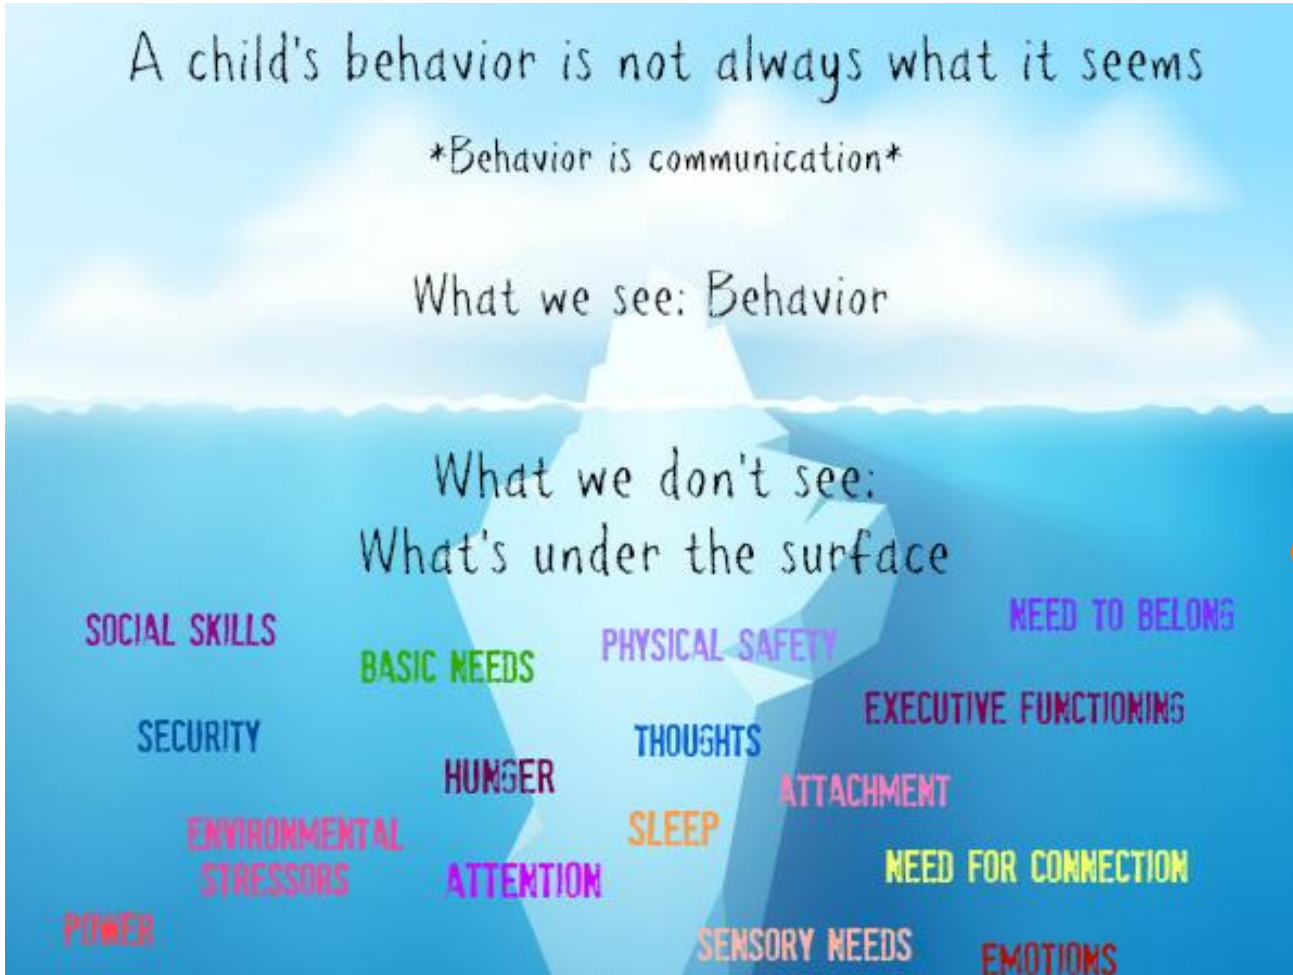 A child's behavior is not always what it seems
*Behavior is communication*
What we see: Behavior
What we don't see:
What's under the surface
SOCIAL SKILLS
BASIC NEEDS
PHYSICAL SAFETY
NEED TO BELONG
SECURITY
HUNGER
THOUGHTS
EXECUTIVE FUNCTIONING
ATTACHMENT
ENVIRONMENTAL
STRESSORS
ATTENTION
SLEEP
NEED FOR CONNECTION
POWER
SENSORY NEEDS
EMOTIONS